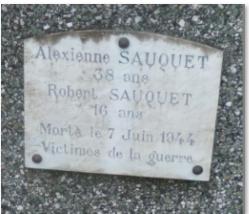 Alexienne SAUQUET
38 ans
Robert SAUQUET
16 ans
Morts le 7 Juin 1944
Victimes de la guerre